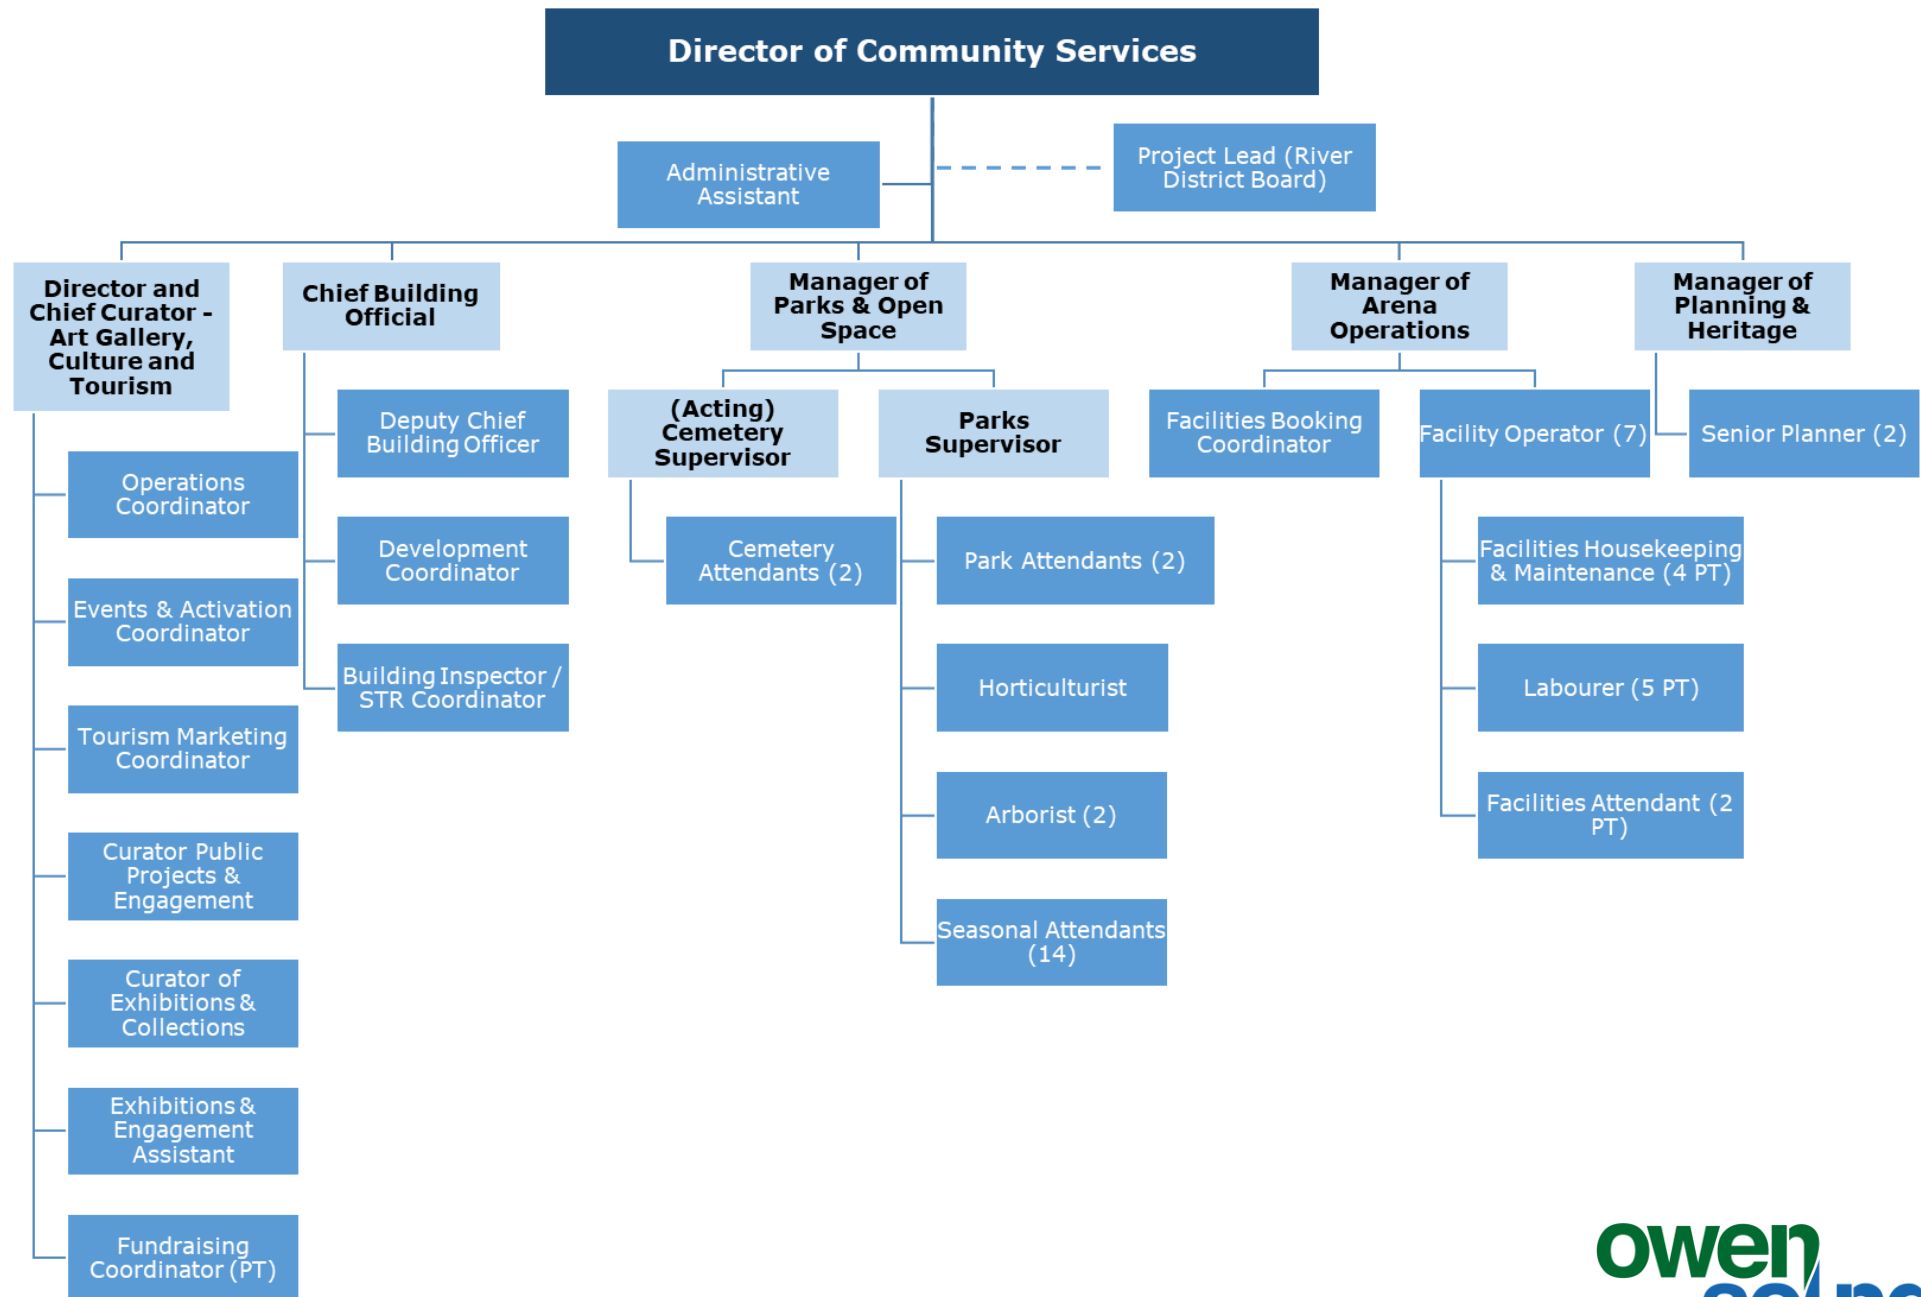 Director of Community Services
Administrative
Assistant
Project Lead (River
District Board)
Director and
Chief Curator -
Art Gallery,
Culture and
Tourism
Chief Building
Official
Manager of
Parks & Open
Space
Manager of
Arena
Operations
Manager of
Planning &
Heritage
Operations
Coordinator
Events & Activation
Coordinator
Tourism Marketing
Coordinator
Curator Public
Projects &
Engagement
Curator of
Exhibitions &
Collections
Exhibitions &
Engagement
Assistant
Fundraising
Coordinator (PT)
Deputy Chief
Building Officer
Development
Coordinator
Building Inspector /
STR Coordinator
(Acting)
Cemetery
Supervisor
Cemetery
Attendants (2)
Parks
Supervisor
Park Attendants (2)
Horticulturist
Arborist (2)
Seasonal Attendants
(14)
Facilities Booking
Coordinator
Facility Operator (7)
Facilities Housekeeping
& Maintenance (4 PT)
Labourer (5 PT)
Facilities Attendant (2
PT)
Senior Planner (2)
owen